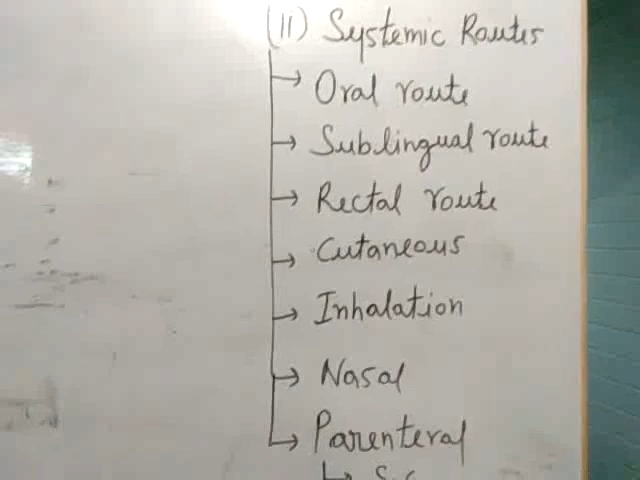 (II) Systemic Routes
→ Oral route
→ Sublingual route
→ Rectal route
→ Cutaneous
→ Inhalation
→ Nasal
→ Parenteral